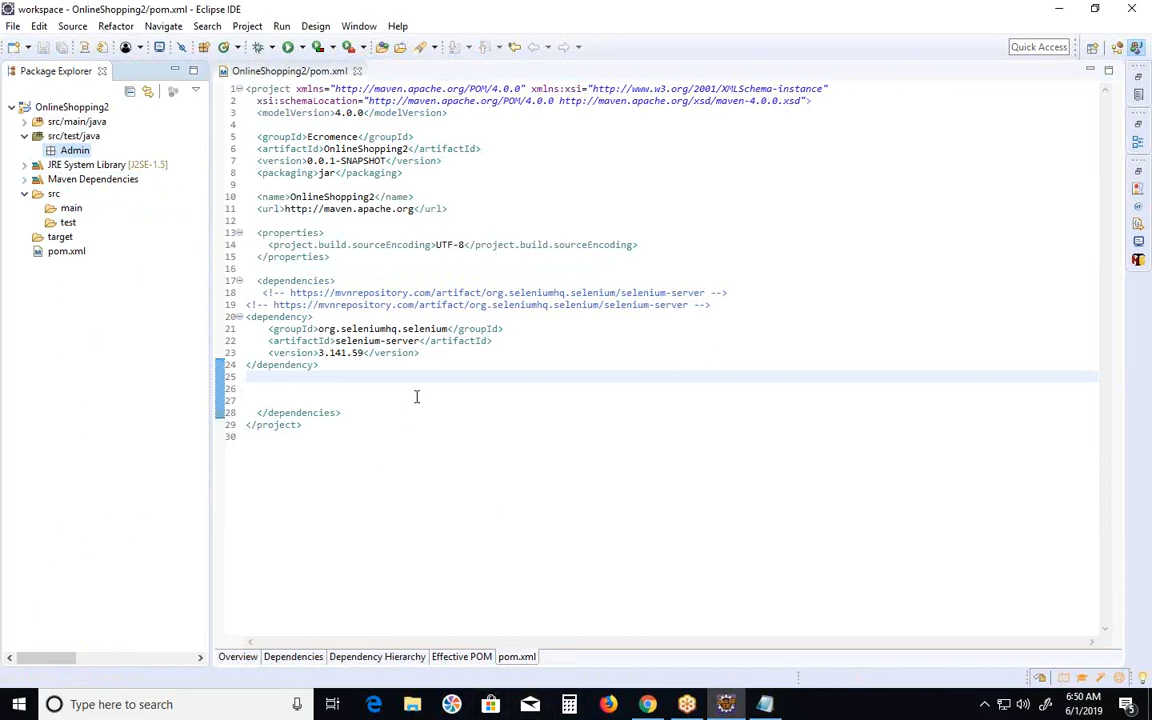 workspace - OnlineShopping2/pom.xml - Eclipse IDE
File Edit Source Refactor Navigate Search Project Run Design Window Help
Quick Access
Package Explorer
OnlineShopping2/pom.xml
OnlineShopping2
src/main/java
src/test/java
Admin
JRE System Library [J2SE-1.5]
Maven Dependencies
src
main
test
target
pom.xml
1 <project xmlns="http://maven.apache.org/POM/4.0.0" xmlns:xsi="http://www.w3.org/2001/XMLSchema-instance"
2 xsi:schemaLocation="http://maven.apache.org/POM/4.0.0 http://maven.apache.org/xsd/maven-4.0.0.xsd">
3 <modelVersion>4.0.0</modelVersion>
4
5 <groupId>Ecromence</groupId>
6 <artifactId>OnlineShopping2</artifactId>
7 <version>0.0.1-SNAPSHOT</version>
8 <packaging>jar</packaging>
9
10 <name>OnlineShopping2</name>
11 <url>http://maven.apache.org</url>
12
13 <properties>
14 <project.build.sourceEncoding>UTF-8</project.build.sourceEncoding>
15 </properties>
16
17 <dependencies>
18 <!-- https://mvnrepository.com/artifact/org.seleniumhq.selenium/selenium-server -->
19 <!-- https://mvnrepository.com/artifact/org.seleniumhq.selenium/selenium-server -->
20 <dependency>
21 <groupId>org.seleniumhq.selenium</groupId>
22 <artifactId>selenium-server</artifactId>
23 <version>3.141.59</version>
24 </dependency>
25
26
27
28 </dependencies>
29 </project>
30
Overview Dependencies Dependency Hierarchy Effective POM pom.xml
Type here to search
6:50 AM
6/1/2019
5